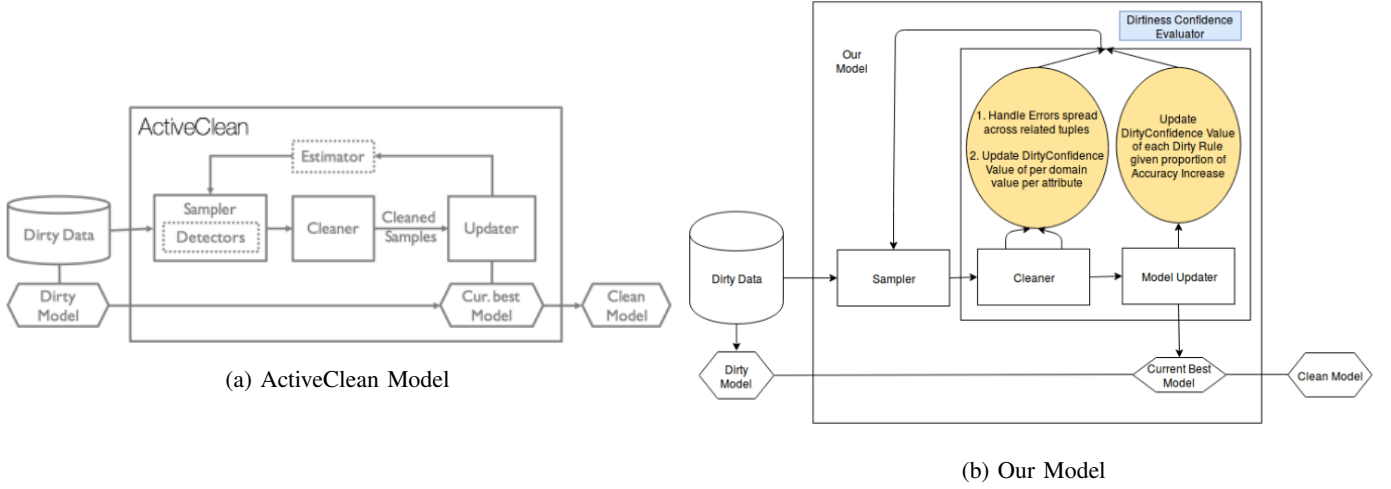 ActiveClean
Estimator
Sampler
Detectors
Cleaner
Cleaned
Samples
Updater
Dirty Data
Dirty
Model
Cur. best
Model
Clean
Model
(a) ActiveClean Model
Dirtiness Confidence
Evaluator
Our
Model
1. Handle Errors spread
across related tuples
2. Update DirtyConfidence
Value of per domain
value per attribute
Update
DirtyConfidence Value
of each Dirty Rule
given proportion of
Accuracy Increase
Dirty Data
Sampler
Cleaner
Model Updater
Dirty
Model
Current Best
Model
Clean Model
(b) Our Model